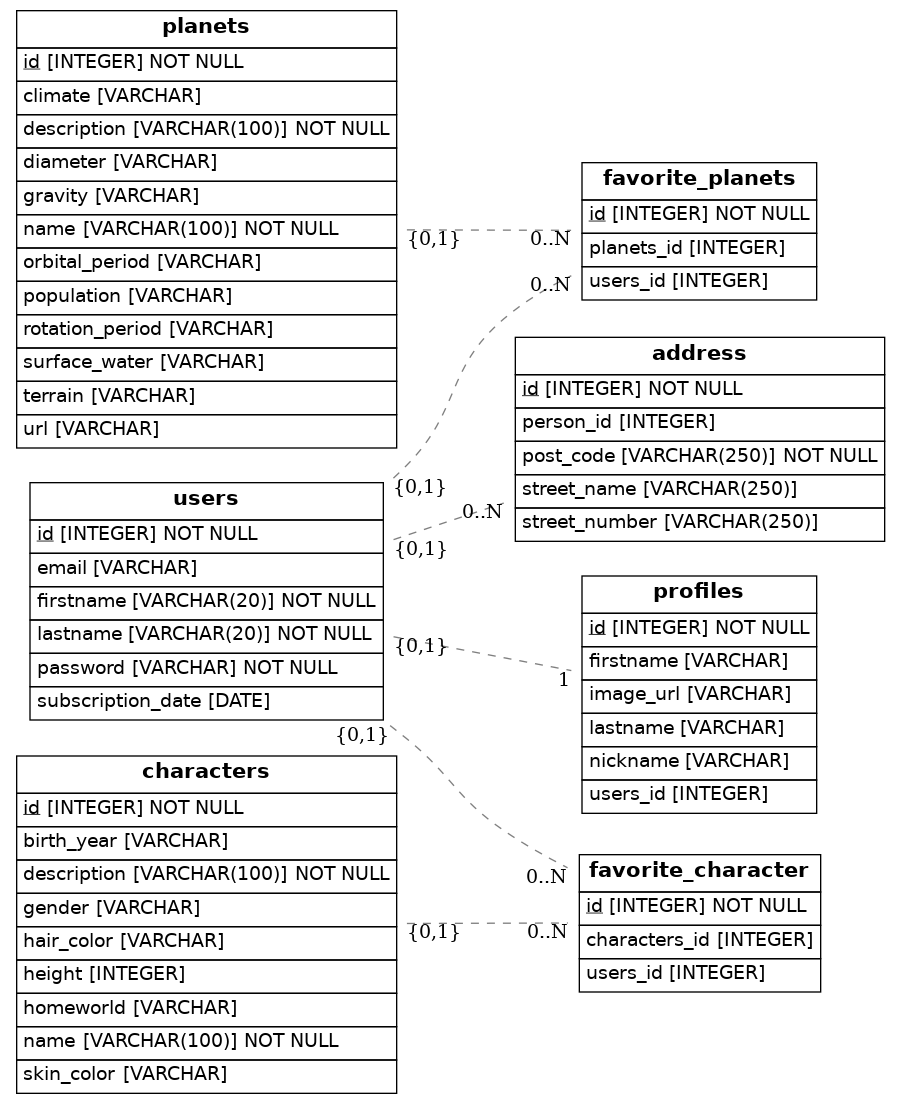 planets
id [INTEGER] NOT NULL
climate [VARCHAR]
description [VARCHAR(100)] NOT NULL
diameter [VARCHAR]
gravity [VARCHAR]
name [VARCHAR(100)] NOT NULL
orbital_period [VARCHAR]
population [VARCHAR]
rotation_period [VARCHAR]
surface_water [VARCHAR]
terrain [VARCHAR]
url [VARCHAR]
{0,1}
0..N
favorite_planets
id [INTEGER] NOT NULL
planets_id [INTEGER]
users_id [INTEGER]
0..N
{0,1}
users
id [INTEGER] NOT NULL
email [VARCHAR]
firstname [VARCHAR(20)] NOT NULL
lastname [VARCHAR(20)] NOT NULL
password [VARCHAR] NOT NULL
subscription_date [DATE]
{0,1}
0..N
address
id [INTEGER] NOT NULL
person_id [INTEGER]
post_code [VARCHAR(250)] NOT NULL
street_name [VARCHAR(250)]
street_number [VARCHAR(250)]
{0,1}
1
profiles
id [INTEGER] NOT NULL
firstname [VARCHAR]
image_url [VARCHAR]
lastname [VARCHAR]
nickname [VARCHAR]
users_id [INTEGER]
{0,1}
0..N
characters
id [INTEGER] NOT NULL
birth_year [VARCHAR]
description [VARCHAR(100)] NOT NULL
gender [VARCHAR]
hair_color [VARCHAR]
height [INTEGER]
homeworld [VARCHAR]
name [VARCHAR(100)] NOT NULL
skin_color [VARCHAR]
{0,1}
0..N
favorite_character
id [INTEGER] NOT NULL
characters_id [INTEGER]
users_id [INTEGER]